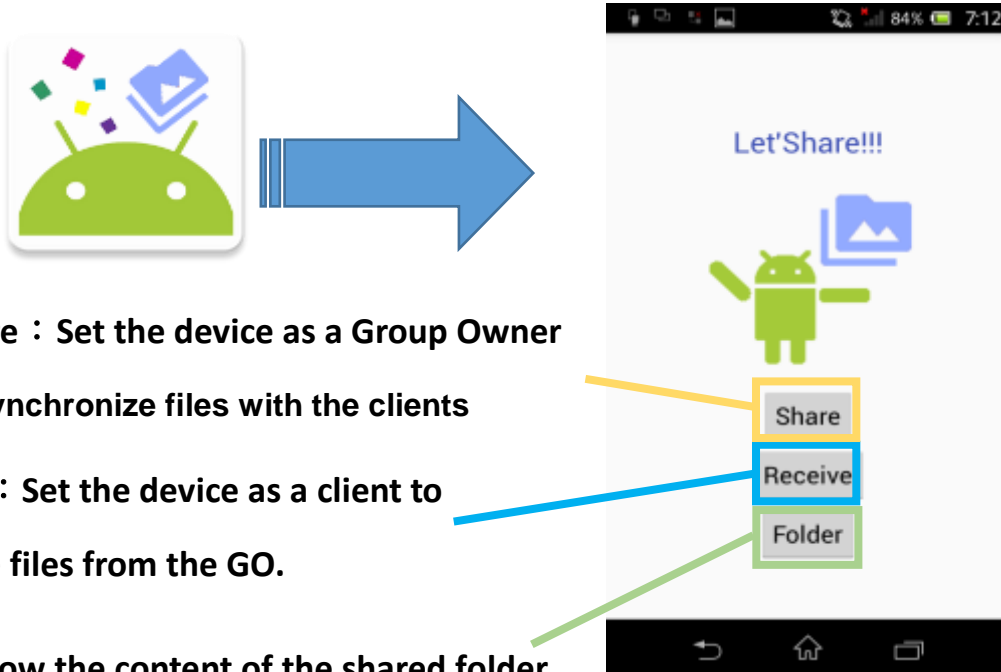 84% 7:12
Let'Share!!!
e：Set the device as a Group Owner
ynchronize files with the clients
：Set the device as a client to
files from the GO.
ow the content of the shared folder
Share
Receive
Folder